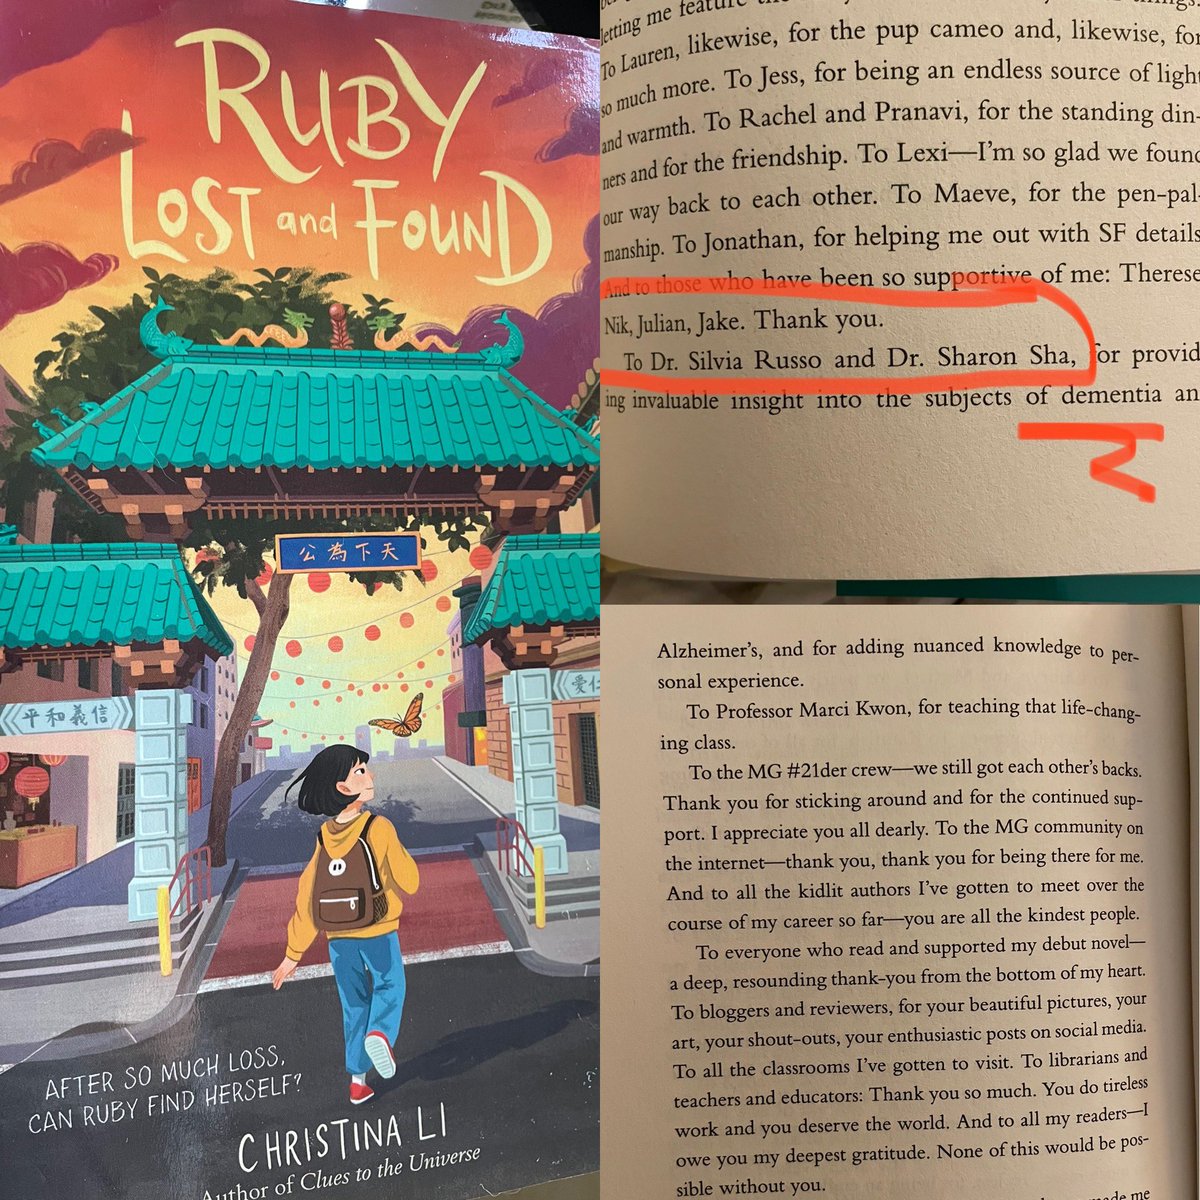 RUBY
LOST and FOUND
公為下天
平和義信
愛仁
AFTER SO MUCH LOSS,
CAN RUBY FIND HERSELF?
CHRISTINA LI
Author of Clues to the Universe
letting me feature
To Lauren, likewise, for the pup cameo and, likewise, for
so much more. To Jess, for being an endless source of light
and warmth. To Rachel and Pranavi, for the standing din-
ners and for the friendship. To Lexi—I'm so glad we found
our way back to each other. To Maeve, for the pen-pal-
manship. To Jonathan, for helping me out with SF details
And to those who have been so supportive of me: Therese
Nik, Julian, Jake. Thank you.
To Dr. Silvia Russo and Dr. Sharon Sha, for provid
ing invaluable insight into the subjects of dementia an
Alzheimer's, and for adding nuanced knowledge to per-
sonal experience.
To Professor Marci Kwon, for teaching that life-chang-
ing class.
To the MG #21der crew—we still got each other's backs.
Thank you for sticking around and for the continued sup-
port. I appreciate you all dearly. To the MG community on
the internet—thank you, thank you for being there for me.
And to all the kidlit authors I've gotten to meet over the
course of my career so far—you are all the kindest people.
To everyone who read and supported my debut novel—
a deep, resounding thank-you from the bottom of my heart.
To bloggers and reviewers, for your beautiful pictures, your
art, your shout-outs, your enthusiastic posts on social media.
To all the classrooms I've gotten to visit. To librarians and
teachers and educators: Thank you so much. You do tireless
work and you deserve the world. And to all my readers—I
owe you my deepest gratitude. None of this would be pos-
sible without you.
made me